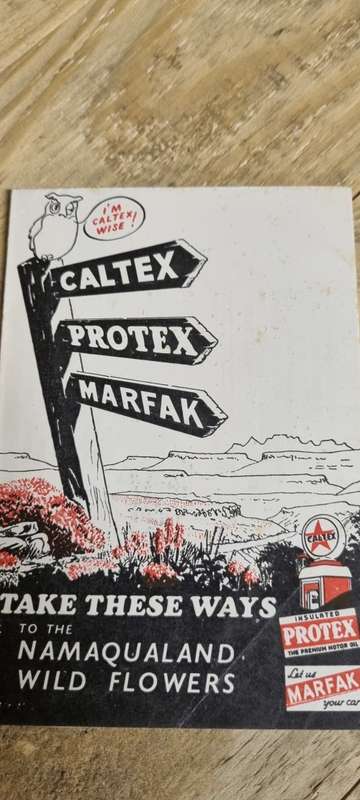 I'M
CALTEX
WISE!
CALTEX
PROTEX
MARFAK
TAKE THESE WAYS
TO THE
NAMAQUALAND
WILD FLOWERS
CALTEX
INSULATED
PROTEX
THE PREMIUM MOTOR OIL
Let us
MARFAK
your car